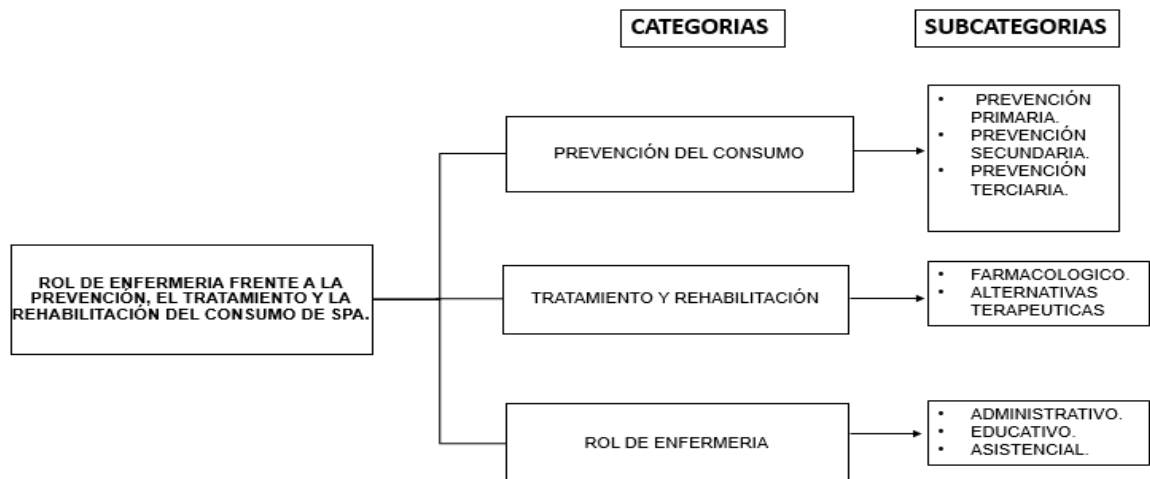 CATEGORIAS
SUBCATEGORIAS
• PREVENCIÓN
PRIMARIA.
• PREVENCIÓN
SECUNDARIA.
• PREVENCIÓN
TERCIARIA.
PREVENCIÓN DEL CONSUMO
ROL DE ENFERMERIA FRENTE A LA
PREVENCIÓN, EL TRATAMIENTO Y LA
REHABILITACIÓN DEL CONSUMO DE SPA.
TRATAMIENTO Y REHABILITACIÓN
• FARMACOLOGICO.
• ALTERNATIVAS
TERAPEUTICAS
ROL DE ENFERMERIA
• ADMINISTRATIVO.
• EDUCATIVO.
• ASISTENCIAL.